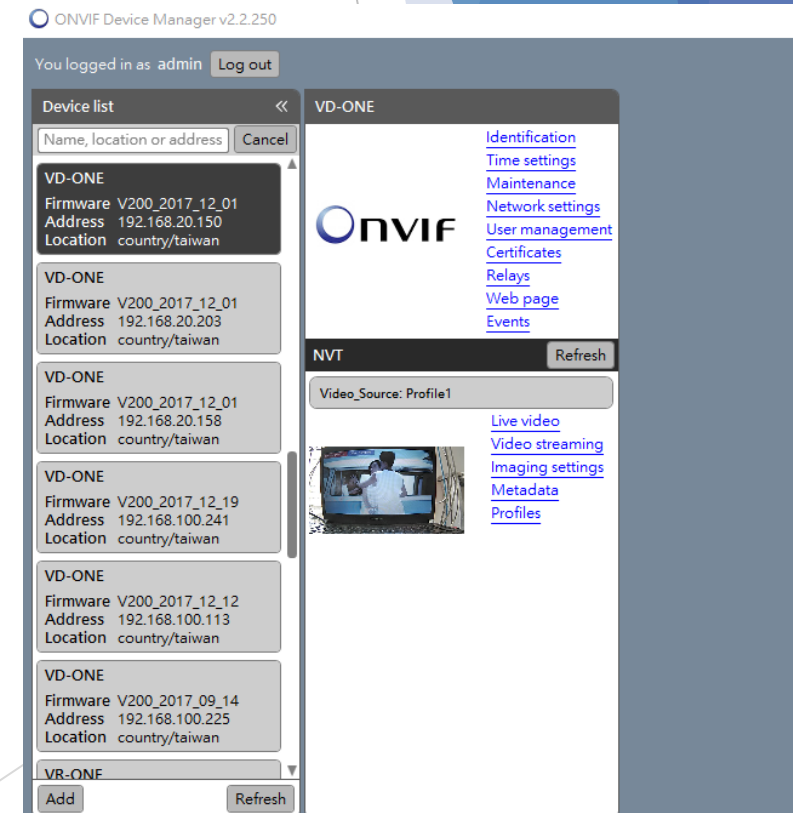 ONVIF Device Manager v2.2.250
You logged in as admin Log out
Device list «
Name, location or address Cancel
VD-ONE
Firmware V200_2017_12_01
Address 192.168.20.150
Location country/taiwan
VD-ONE
Firmware V200_2017_12_01
Address 192.168.20.203
Location country/taiwan
VD-ONE
Firmware V200_2017_12_01
Address 192.168.20.158
Location country/taiwan
VD-ONE
Firmware V200_2017_12_19
Address 192.168.100.241
Location country/taiwan
VD-ONE
Firmware V200_2017_12_12
Address 192.168.100.113
Location country/taiwan
VD-ONE
Firmware V200_2017_09_14
Address 192.168.100.225
Location country/taiwan
VR-ONE
Add Refresh
VD-ONE
ONVIF
Identification
Time settings
Maintenance
Network settings
User management
Certificates
Relays
Web page
Events
NVT Refresh
Video_Source: Profile1
Live video
Video streaming
Imaging settings
Metadata
Profiles